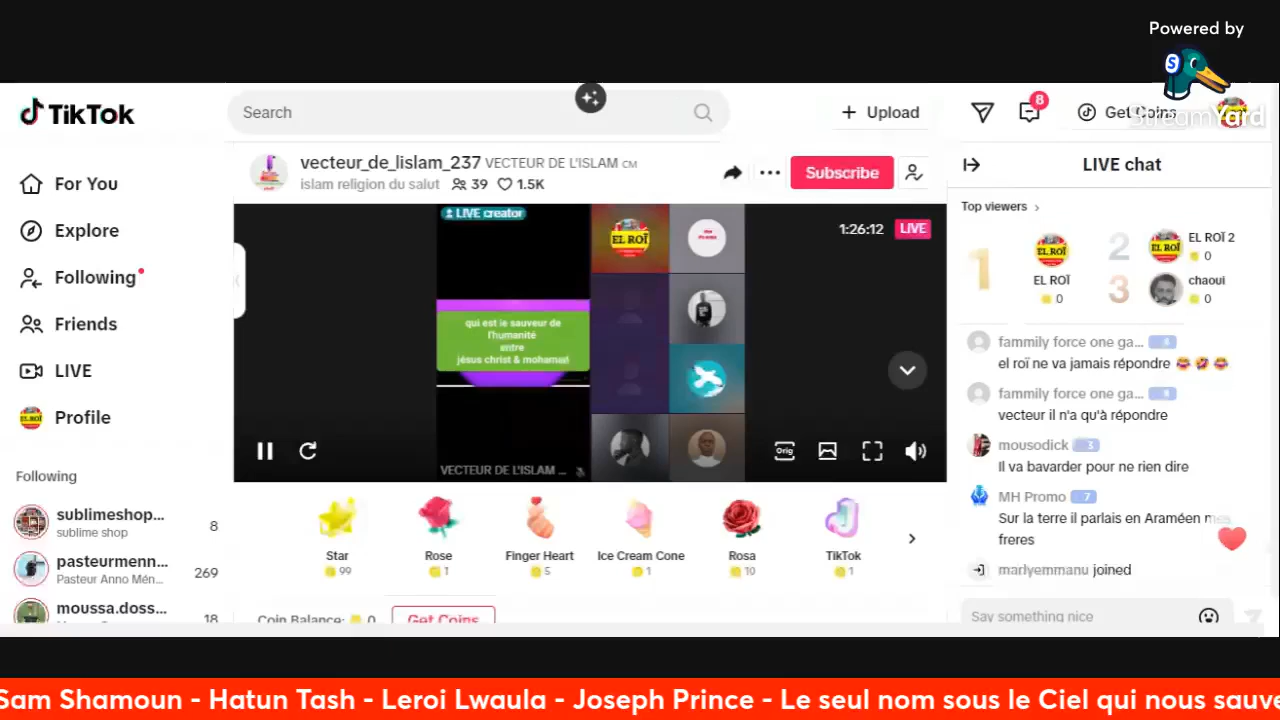 Powered by
S
StreamYard
TikTok
Search
Upload
8
Get Coins
For You
Explore
Following
Friends
LIVE
Profile
Following
sublimeshop...
sublime shop
8
pasteurmenn...
Pasteur Anno Mén...
269
moussa.doss...
18
vecteur_de_lislam_237 VECTEUR DE L'ISLAM CM
islam religion du salut 39 1.5K
Subscribe
LIVE creator
1:26:12 LIVE
EL ROÏ
qui est le sauveur de
l'humanité
entre
jésus christ & mohamad
VECTEUR DE L'ISLAM ...
Orig
Star
99
Rose
1
Finger Heart
5
Ice Cream Cone
1
Rosa
10
TikTok
1
Coin Balance: 0
Get Coins
LIVE chat
Top viewers
1
EL ROÏ
0
2
EL ROÏ 2
0
3
chaoui
0
fammily force one ga...
el roï ne va jamais répondre 😂 🤣 😂
fammily force one ga...
vecteur il n'a qu'à répondre
mousodick 3
Il va bavarder pour ne rien dire
MH Promo 7
Sur la terre il parlais en Araméen mes
freres
marlyemmanu joined
Say something nice
Sam Shamoun - Hatun Tash - Leroi Lwaula - Joseph Prince - Le seul nom sous le Ciel qui nous sauve